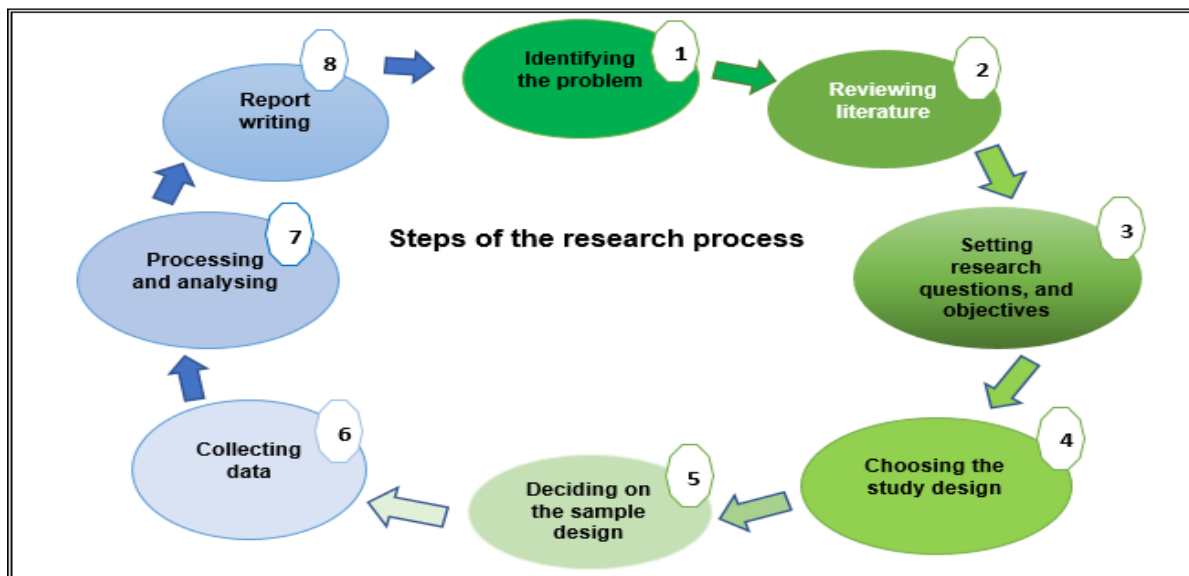 Steps of the research process
1
Identifying
the problem
2
Reviewing
literature
3
Setting
research
questions, and
objectives
4
Choosing the
study design
5
Deciding on
the sample
design
6
Collecting
data
7
Processing
and analysing
8
Report
writing